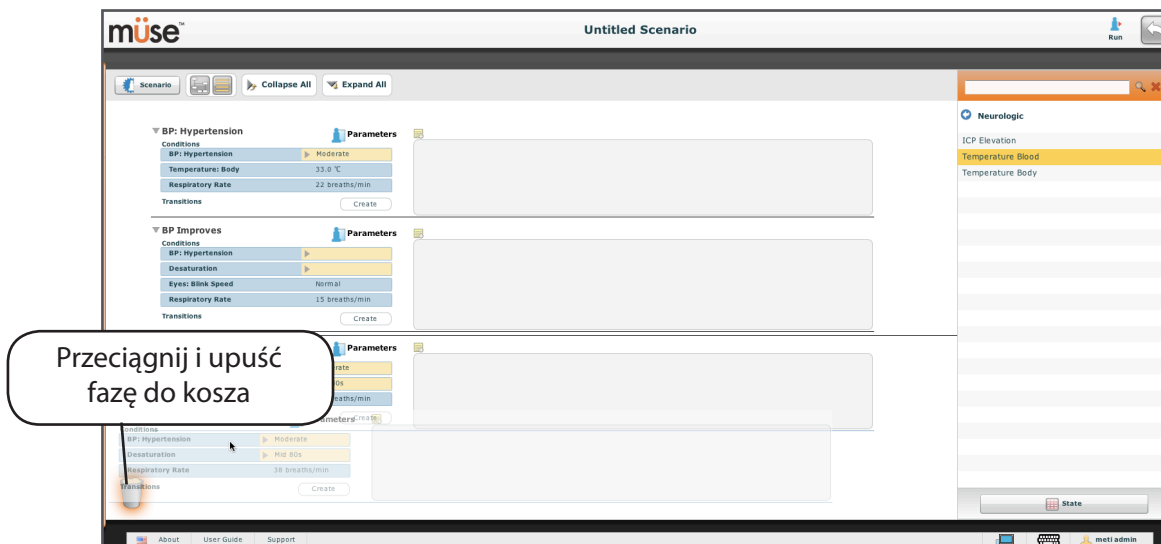 müse™
Untitled Scenario
Run
Scenario
Collapse All
Expand All
Neurologic
ICP Elevation
Temperature Blood
Temperature Body
BP: Hypertension
Parameters
Conditions
BP: Hypertension Moderate
Temperature: Body 33.0 °C
Respiratory Rate 22 breaths/min
Transitions Create
BP Improves
Parameters
Conditions
BP: Hypertension
Desaturation
Eyes: Blink Speed Normal
Respiratory Rate 15 breaths/min
Transitions Create
Przeciągnij i upuść
fazę do kosza
Parameters
Create
Conditions
BP: Hypertension Moderate
Desaturation Mid 80s
Respiratory Rate 38 breaths/min
Transitions Create
State
About User Guide Support
meti admin